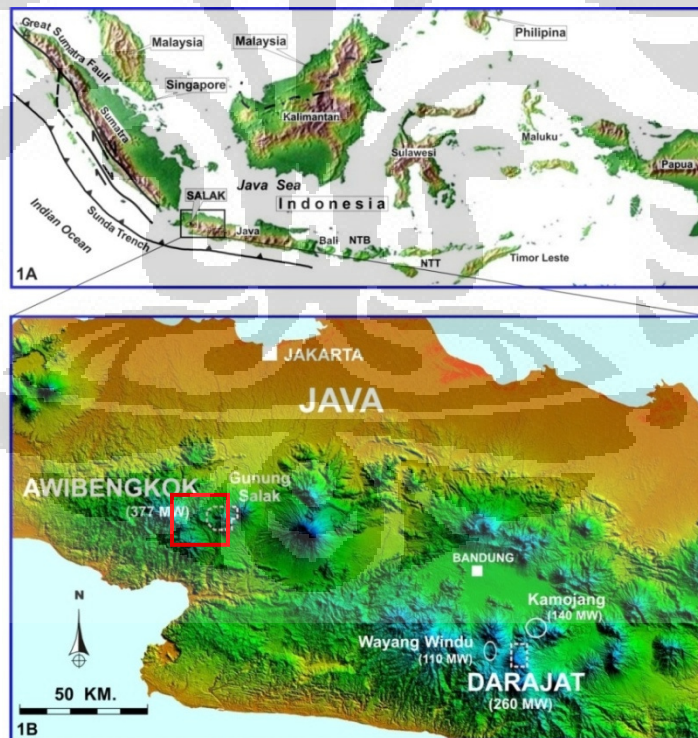 Great Sumatra Fault
Malaysia
Malaysia
Philipina
Singapore
Sumatra
Kalimantan
Maluku
Sulawesi
Papua
Java Sea
SALAK
Indonesia
Indian Ocean
Sunda Trench
Java
Bali
NTB
NTT
Timor Leste
1A
JAKARTA
JAVA
AWIBENGKOK
(377 MW)
Gunung
Salak
BANDUNG
N
Kamojang
(140 MW)
Wayang Windu
(110 MW)
DARAJAT
(260 MW)
50 KM.
1B